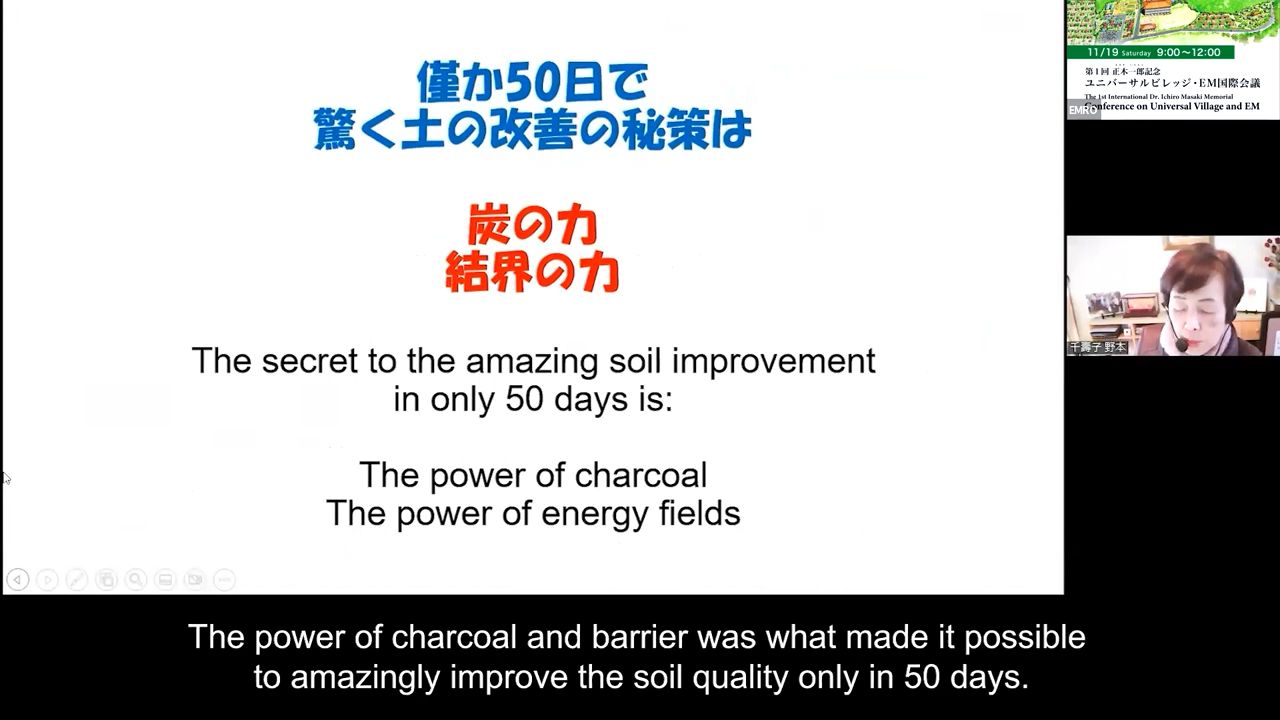 僅か50日で
驚く土の改善の秘策は
炭の力
結界の力
The secret to the amazing soil improvement
in only 50 days is:
The power of charcoal
The power of energy fields
11/19 Saturday 9:00～12:00
第1回 正木一郎記念
ユニバーサルビレッジ・EM国際会議
The 1st International Dr. Ichiro Masaki Memorial
Conference on Universal Village and EM
EMRO
千壽子 野本
The power of charcoal and barrier was what made it possible
to amazingly improve the soil quality only in 50 days.